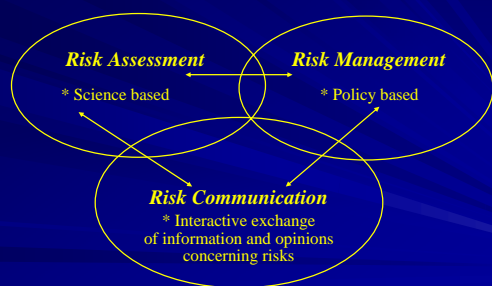 Risk Assessment
Risk Management
* Science based
* Policy based
Risk Communication
* Interactive exchange
of information and opinions
concerning risks